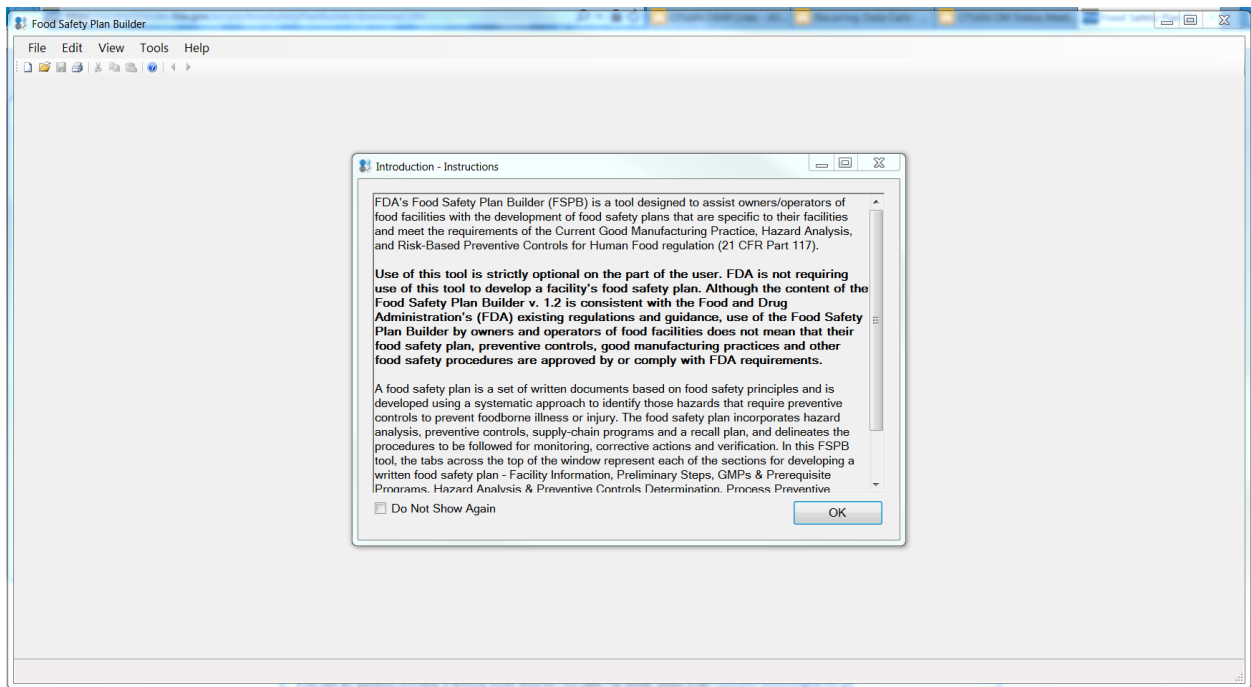 Food Safety Plan Builder
File Edit View Tools Help
Introduction - Instructions
FDA's Food Safety Plan Builder (FSPB) is a tool designed to assist owners/operators of
food facilities with the development of food safety plans that are specific to their facilities
and meet the requirements of the Current Good Manufacturing Practice, Hazard Analysis,
and Risk-Based Preventive Controls for Human Food regulation (21 CFR Part 117).
Use of this tool is strictly optional on the part of the user. FDA is not requiring
use of this tool to develop a facility's food safety plan. Although the content of the
Food Safety Plan Builder v. 1.2 is consistent with the Food and Drug
Administration's (FDA) existing regulations and guidance, use of the Food Safety
Plan Builder by owners and operators of food facilities does not mean that their
food safety plan, preventive controls, good manufacturing practices and other
food safety procedures are approved by or comply with FDA requirements.
A food safety plan is a set of written documents based on food safety principles and is
developed using a systematic approach to identify those hazards that require preventive
controls to prevent foodborne illness or injury. The food safety plan incorporates hazard
analysis, preventive controls, supply-chain programs and a recall plan, and delineates the
procedures to be followed for monitoring, corrective actions and verification. In this FSPB
tool, the tabs across the top of the window represent each of the sections for developing a
written food safety plan - Facility Information, Preliminary Steps, GMPs & Prerequisite
Programs, Hazard Analysis & Preventive Controls Determination, Process Preventive
Do Not Show Again
OK